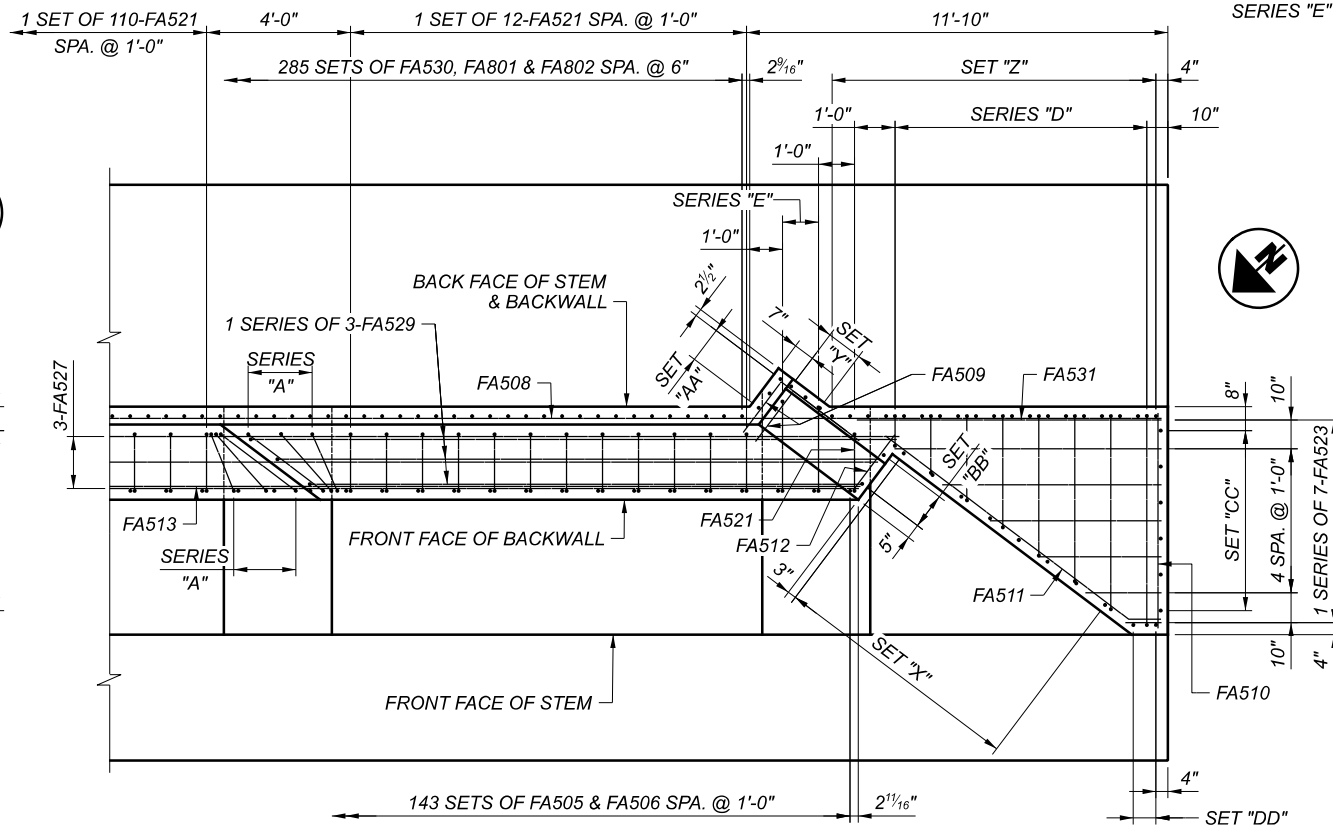 1 SET OF 110-FA521
SPA. @ 1'-0"
4'-0"
1 SET OF 12-FA521 SPA. @ 1'-0"
11'-10"
SERIES "E"
285 SETS OF FA530, FA801 & FA802 SPA. @ 6"
2 9/16"
SET "Z"
4"
1'-0"
SERIES "D"
10"
1'-0"
SERIES "E"
1'-0"
N
BACK FACE OF STEM
& BACKWALL
2 1/2"
1 SERIES OF 3-FA529
7"
SET
"Y"
SET
"AA"
SERIES
"A"
FA508
FA509
FA531
3-FA527
8"
10"
SET
"BB"
FA513
FA521
FA512
FRONT FACE OF BACKWALL
5"
SET "CC"
4 SPA. @ 1'-0"
1 SERIES OF 7-FA523
SERIES
"A"
3"
FA511
SET "X"
10"
4"
FRONT FACE OF STEM
FA510
4"
143 SETS OF FA505 & FA506 SPA. @ 1'-0"
2 11/16"
SET "DD"